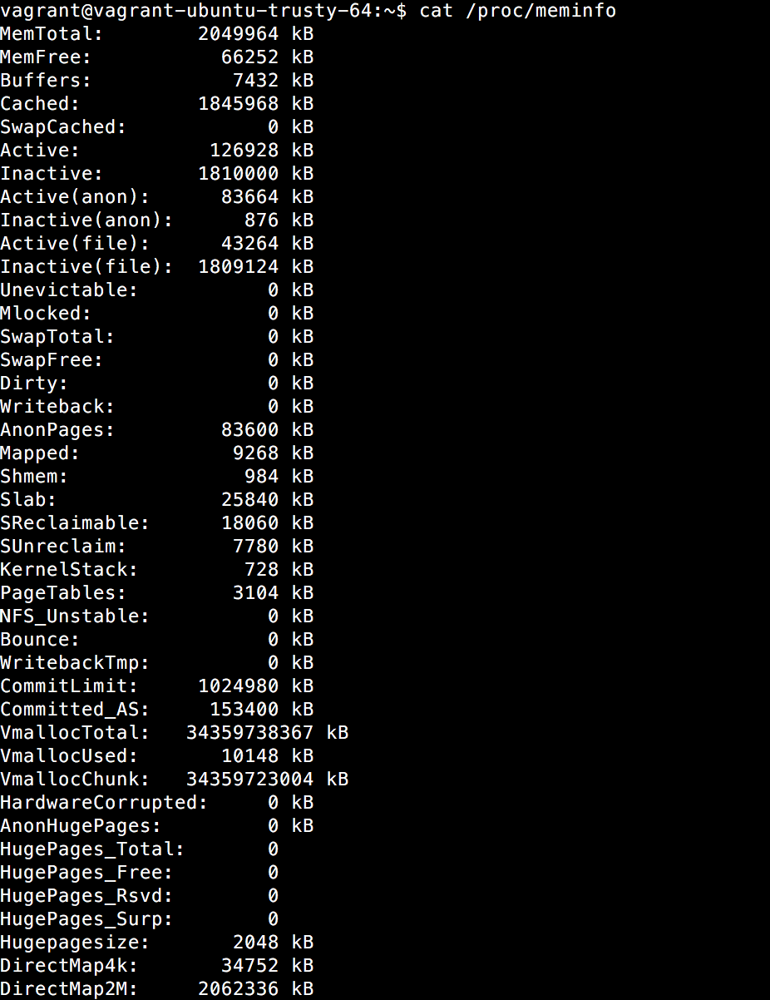 vagrant@vagrant-ubuntu-trusty-64:~$ cat /proc/meminfo
MemTotal:        2049964 kB
MemFree:           66252 kB
Buffers:            7432 kB
Cached:          1845968 kB
SwapCached:            0 kB
Active:           126928 kB
Inactive:        1810000 kB
Active(anon):      83664 kB
Inactive(anon):      876 kB
Active(file):      43264 kB
Inactive(file):  1809124 kB
Unevictable:           0 kB
Mlocked:               0 kB
SwapTotal:             0 kB
SwapFree:              0 kB
Dirty:                 0 kB
Writeback:             0 kB
AnonPages:         83600 kB
Mapped:             9268 kB
Shmem:               984 kB
Slab:              25840 kB
SReclaimable:      18060 kB
SUnreclaim:         7780 kB
KernelStack:         728 kB
PageTables:         3104 kB
NFS_Unstable:          0 kB
Bounce:                0 kB
WritebackTmp:          0 kB
CommitLimit:     1024980 kB
Committed_AS:     153400 kB
VmallocTotal:   34359738367 kB
VmallocUsed:       10148 kB
VmallocChunk:   34359723004 kB
HardwareCorrupted:     0 kB
AnonHugePages:         0 kB
HugePages_Total:       0
HugePages_Free:        0
HugePages_Rsvd:        0
HugePages_Surp:        0
Hugepagesize:       2048 kB
DirectMap4k:       34752 kB
DirectMap2M:     2062336 kB